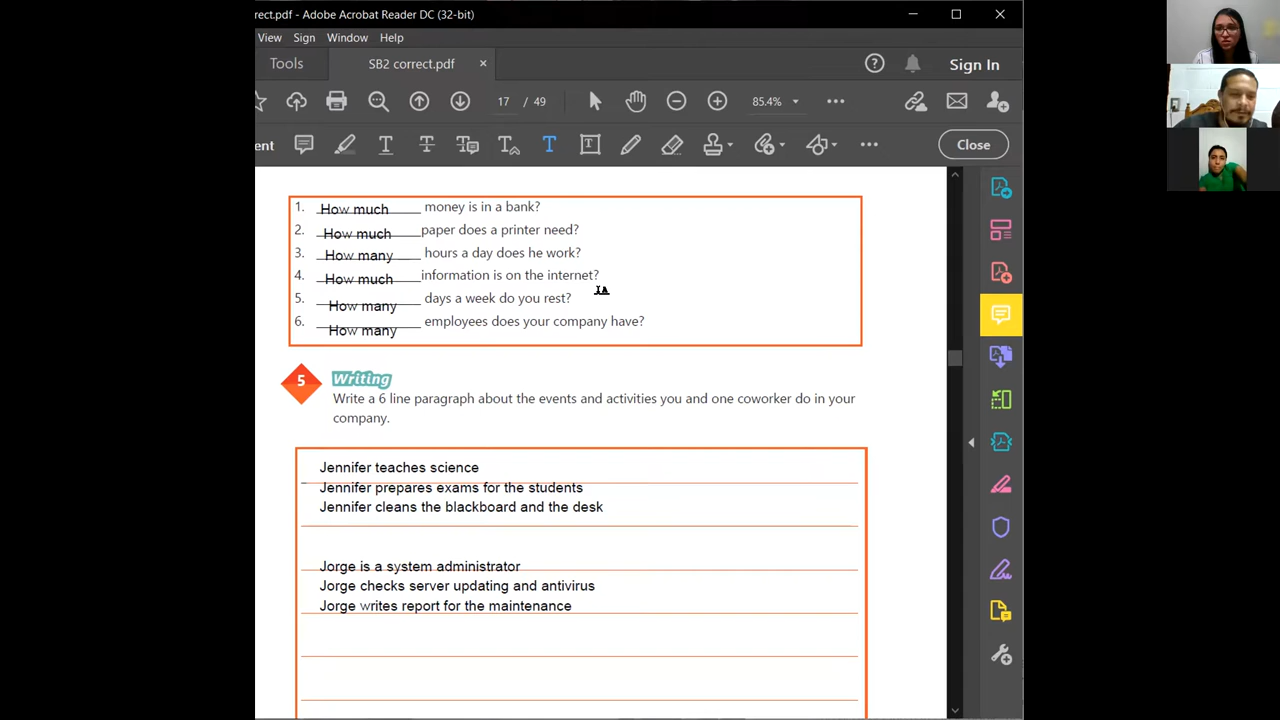 rect.pdf - Adobe Acrobat Reader DC (32-bit)
View Sign Window Help
Tools SB2 correct.pdf × Sign In
17 / 49 85.4%
ent Close
1. How much money is in a bank?
2. How much paper does a printer need?
3. How many hours a day does he work?
4. How much information is on the internet?
5. How many days a week do you rest?
6. How many employees does your company have?
5 Writing
Write a 6 line paragraph about the events and activities you and one coworker do in your
company.
Jennifer teaches science
Jennifer prepares exams for the students
Jennifer cleans the blackboard and the desk
Jorge is a system administrator
Jorge checks server updating and antivirus
Jorge writes report for the maintenance